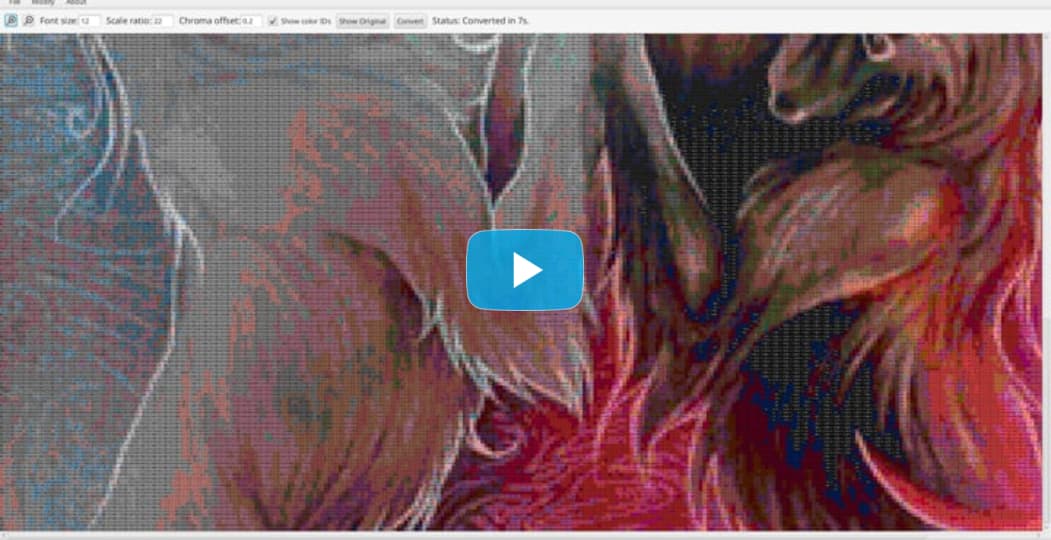 File Modify About
Font size: 12 Scale ratio: 22 Chroma offset: 0.2 Show color IDs Show Original Convert Status: Converted in 7s.